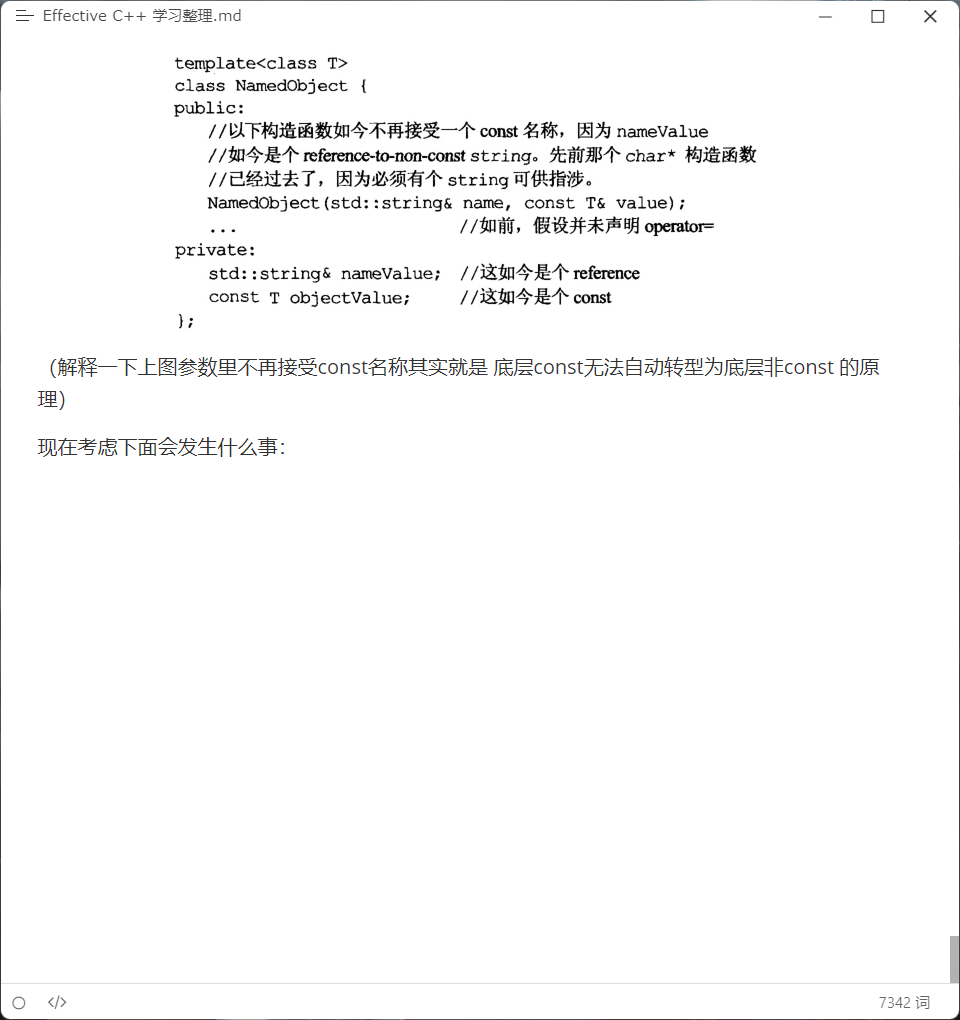 Effective C++ 学习整理.md
template<class T>
class NamedObject {
public:
//以下构造函数如今不再接受一个 const 名称，因为 nameValue
//如今是个 reference-to-non-const string。先前那个 char* 构造函数
//已经过去了，因为必须有个 string 可供指涉。
NamedObject(std::string& name, const T& value);
... //如前，假设并未声明 operator=
private:
std::string& nameValue; //这如今是个 reference
const T objectValue; //这如今是个 const
};
（解释一下上图参数里不再接受const名称其实就是 底层const无法自动转型为底层非const 的原
理）
现在考虑下面会发生什么事：
</> 7342 词